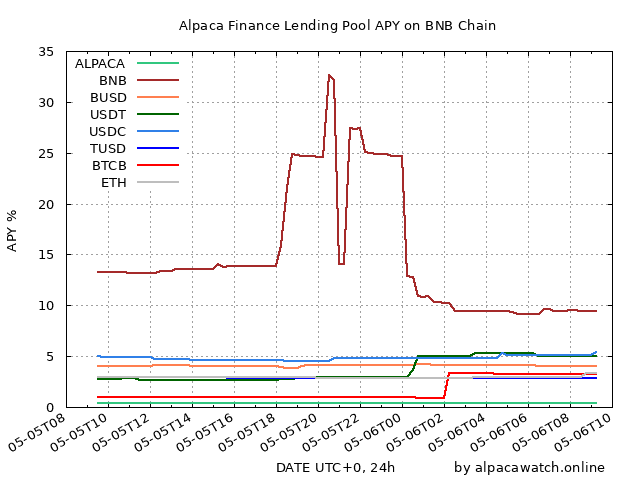 Alpaca Finance Lending Pool APY on BNB Chain
35
30
25
20
15
10
5
0
APY %
ALPACA
BNB
BUSD
USDT
USDC
TUSD
BTCB
ETH
05-05T08
05-05T10
05-05T12
05-05T14
05-05T16
05-05T18
05-05T20
05-05T22
05-06T00
05-06T02
05-06T04
05-06T06
05-06T08
05-06T10
DATE UTC+0, 24h
by alpacawatch.online